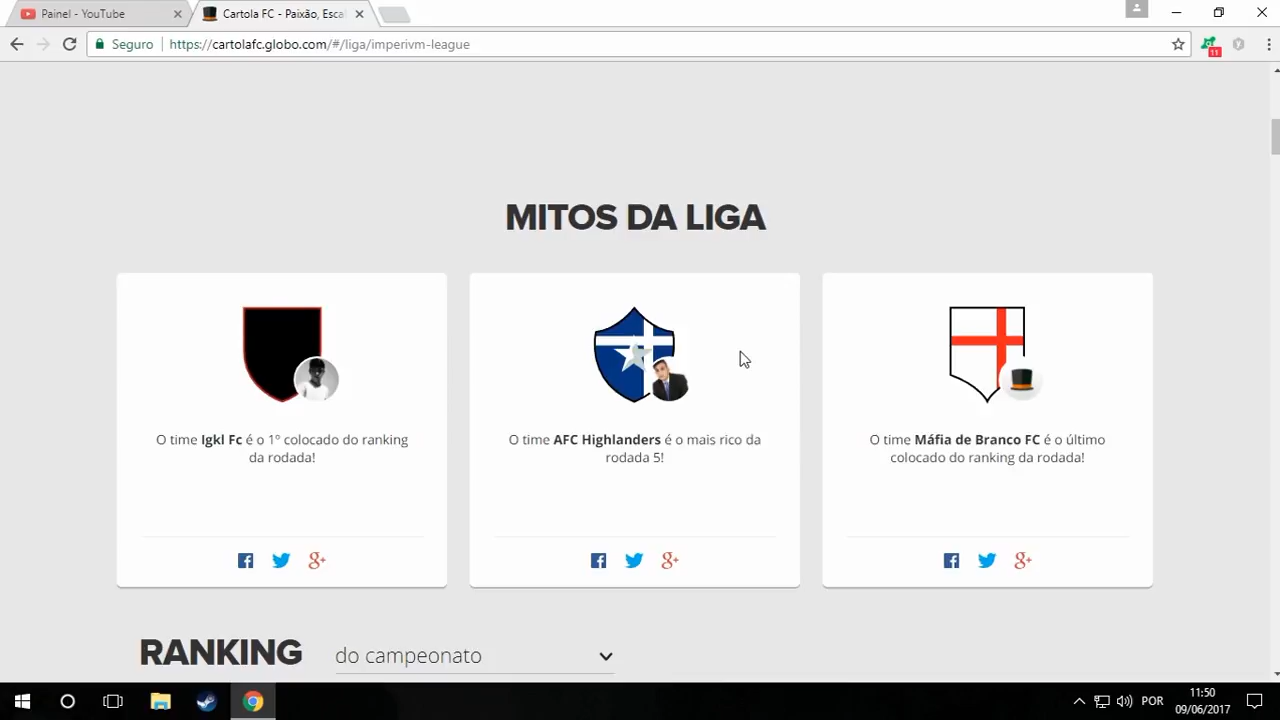 Painel - YouTube
Cartola FC - Paixão, Esca
Seguro
https://cartolafc.globo.com/#/liga/imperivm-league
11
MITOS DA LIGA
O time Igkl Fc é o 1º colocado do ranking
da rodada!
O time AFC Highlanders é o mais rico da
rodada 5!
O time Máfia de Branco FC é o último
colocado do ranking da rodada!
RANKING
do campeonato
POR
11:50
09/06/2017